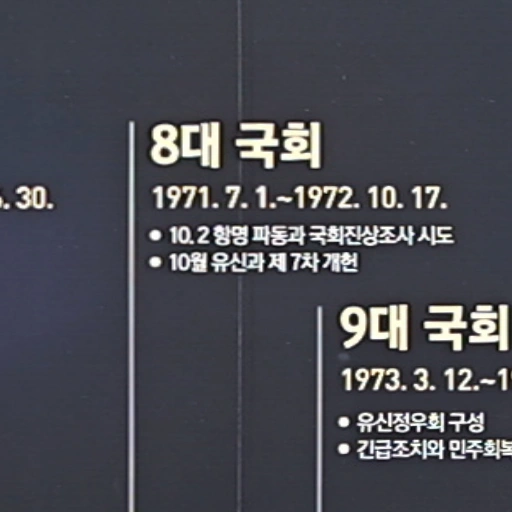 30.
8대 국회
1971. 7. 1.~1972. 10. 17.
● 10. 2 항명 파동과 국회진상조사 시도
● 10월 유신과 제 7차 개헌
9대 국회
1973. 3. 12.~1
● 유신정우회 구성
● 긴급조치와 민주회복